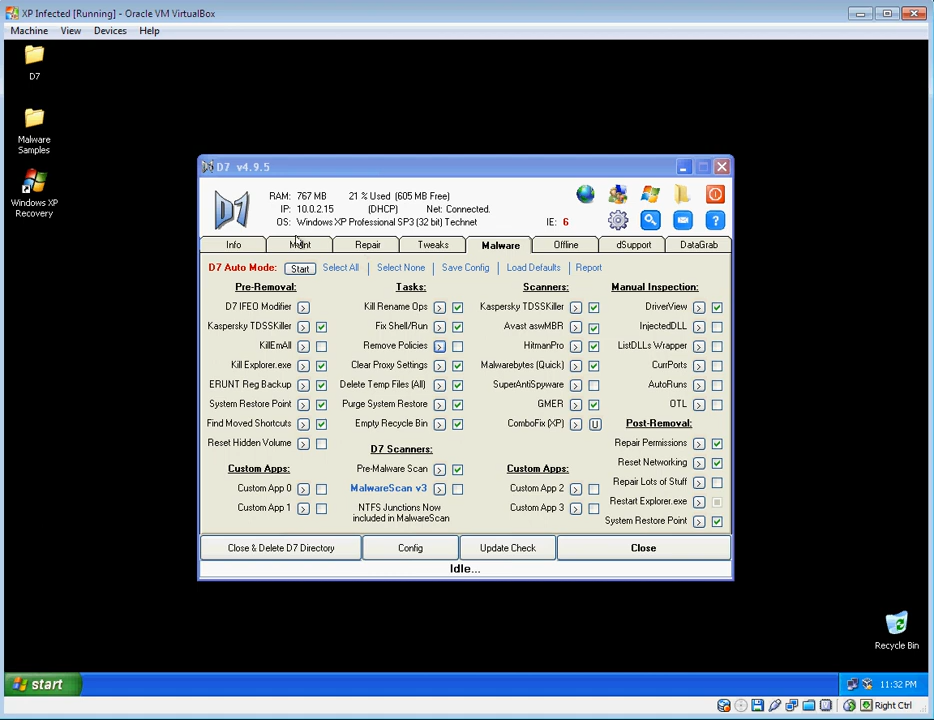 XP Infected [Running] - Oracle VM VirtualBox
Machine View Devices Help
D7
Malware
Samples
Windows XP
Recovery
D7 v4.9.5
D7
RAM: 767 MB 21 % Used (605 MB Free)
IP: 10.0.2.15 (DHCP) Net: Connected.
OS: Windows XP Professional SP3 (32 bit) Technet IE: 6
Info Maint Repair Tweaks Malware Offline dSupport DataGrab
D7 Auto Mode: Start Select All | Select None | Save Config | Load Defaults | Report
Pre-Removal:
D7 IFEO Modifier >
Kaspersky TDSSKiller >
KillEmAll >
Kill Explorer.exe >
ERUNT Reg Backup >
System Restore Point >
Find Moved Shortcuts >
Reset Hidden Volume >
Custom Apps:
Custom App 0 >
Custom App 1 >
Tasks:
Kill Rename Ops >
Fix Shell/Run >
Remove Policies >
Clear Proxy Settings >
Delete Temp Files (All) >
Purge System Restore >
Empty Recycle Bin >
D7 Scanners:
Pre-Malware Scan >
MalwareScan v3 >
NTFS Junctions Now
included in MalwareScan
Scanners:
Kaspersky TDSSKiller >
Avast aswMBR >
HitmanPro >
Malwarebytes (Quick) >
SuperAntiSpyware >
GMER >
ComboFix (XP) > U
Custom Apps:
Custom App 2 >
Custom App 3 >
Manual Inspection:
DriverView >
InjectedDLL >
ListDLLs Wrapper >
CurrPorts >
AutoRuns >
OTL >
Post-Removal:
Repair Permissions >
Reset Networking >
Repair Lots of Stuff >
Restart Explorer.exe >
System Restore Point >
Close & Delete D7 Directory Config Update Check Close
Idle...
Recycle Bin
start 11:32 PM
Right Ctrl